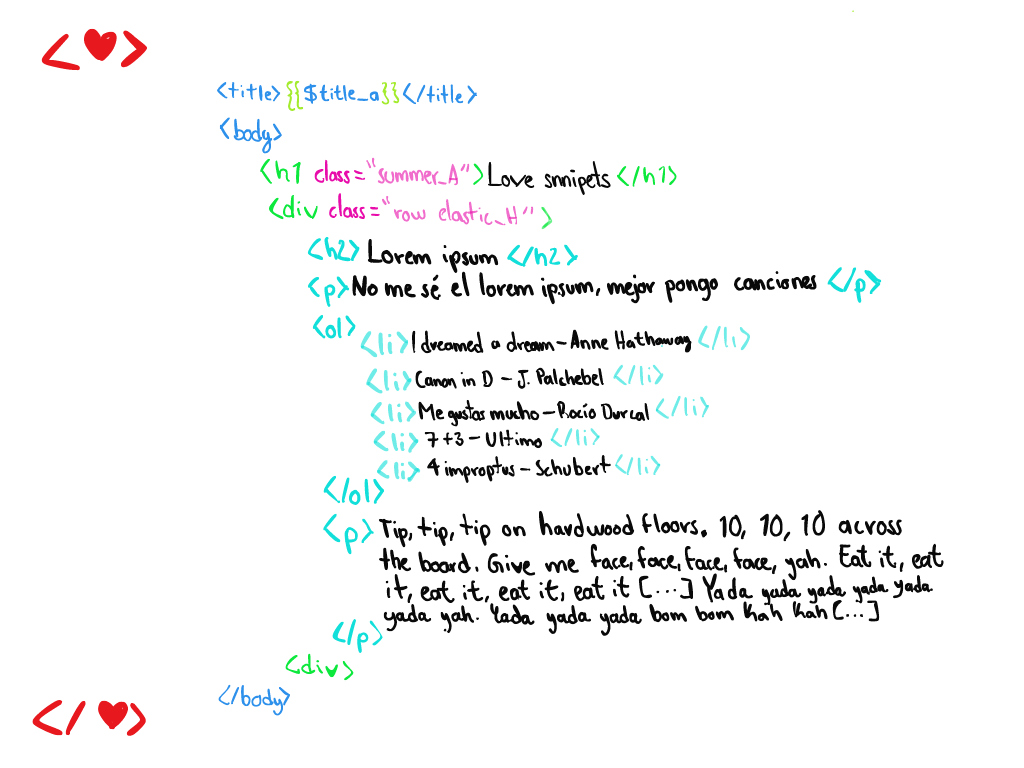 <♥>
<title>{{$title_a}}</title>
<body>
<h1 class="summer_A">Love snnipets</h1>
<div class="row elastic_H">
<h2>Lorem ipsum</h2>
<p>No me sé el lorem ipsum, mejor pongo canciones</p>
<ol>
<li>I dreamed a dream-Anne Hathaway</li>
<li>Canon in D - J. Palchebel</li>
<li>Me gustas mucho-Rocío Durcal</li>
<li>7+3-Ultimo</li>
<li>4 improptus-Schubert</li>
</ol>
<p>Tip, tip, tip on hardwood floors. 10, 10, 10 across
the board. Give me face, face, face, face, yah. Eat it, eat
it, eat it, eat it, eat it [...] Yada yada yada yada yada
yada yah. Yada yada yada bom bom kah kah [...]
</p>
<div>
</body>
</♥>